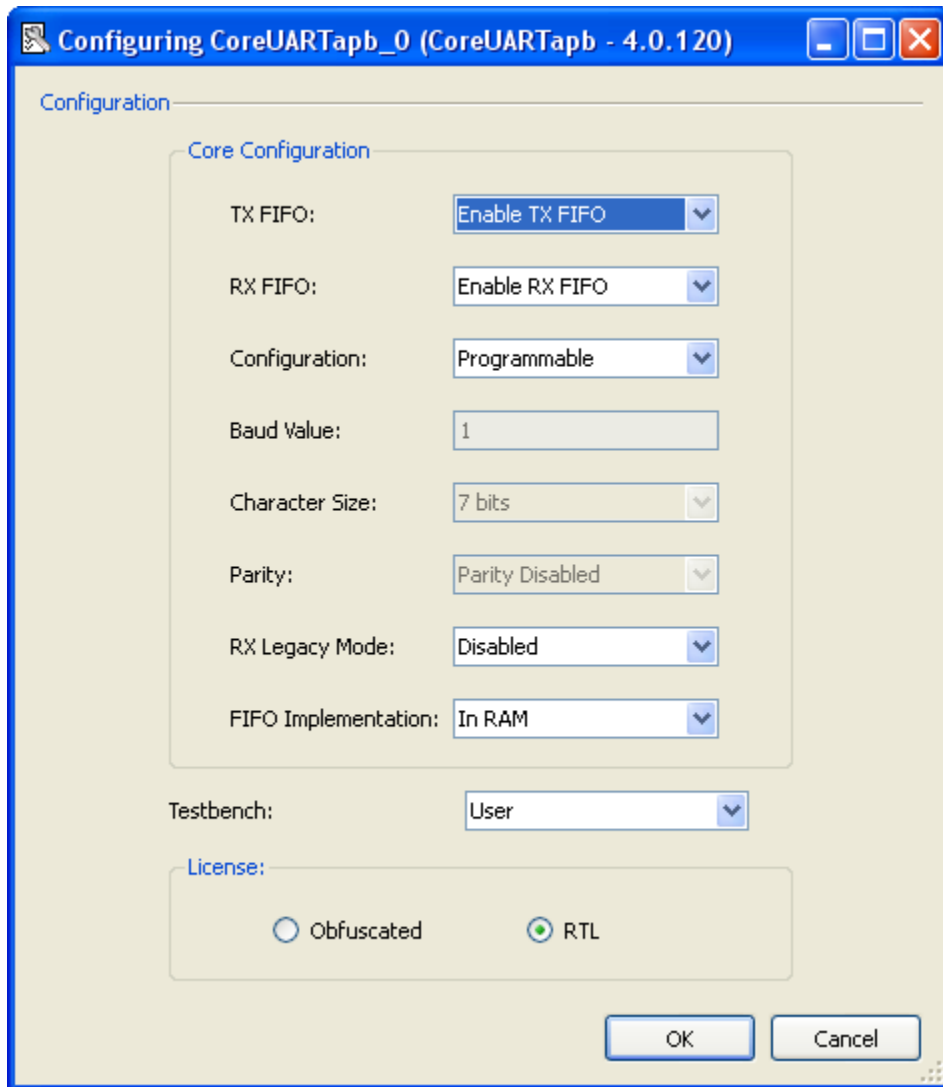 Configuring CoreUARTapb_0 (CoreUARTapb - 4.0.120)
Configuration
Core Configuration
TX FIFO: Enable TX FIFO
RX FIFO: Enable RX FIFO
Configuration: Programmable
Baud Value: 1
Character Size: 7 bits
Parity: Parity Disabled
RX Legacy Mode: Disabled
FIFO Implementation: In RAM
Testbench: User
License:
Obfuscated RTL
OK Cancel